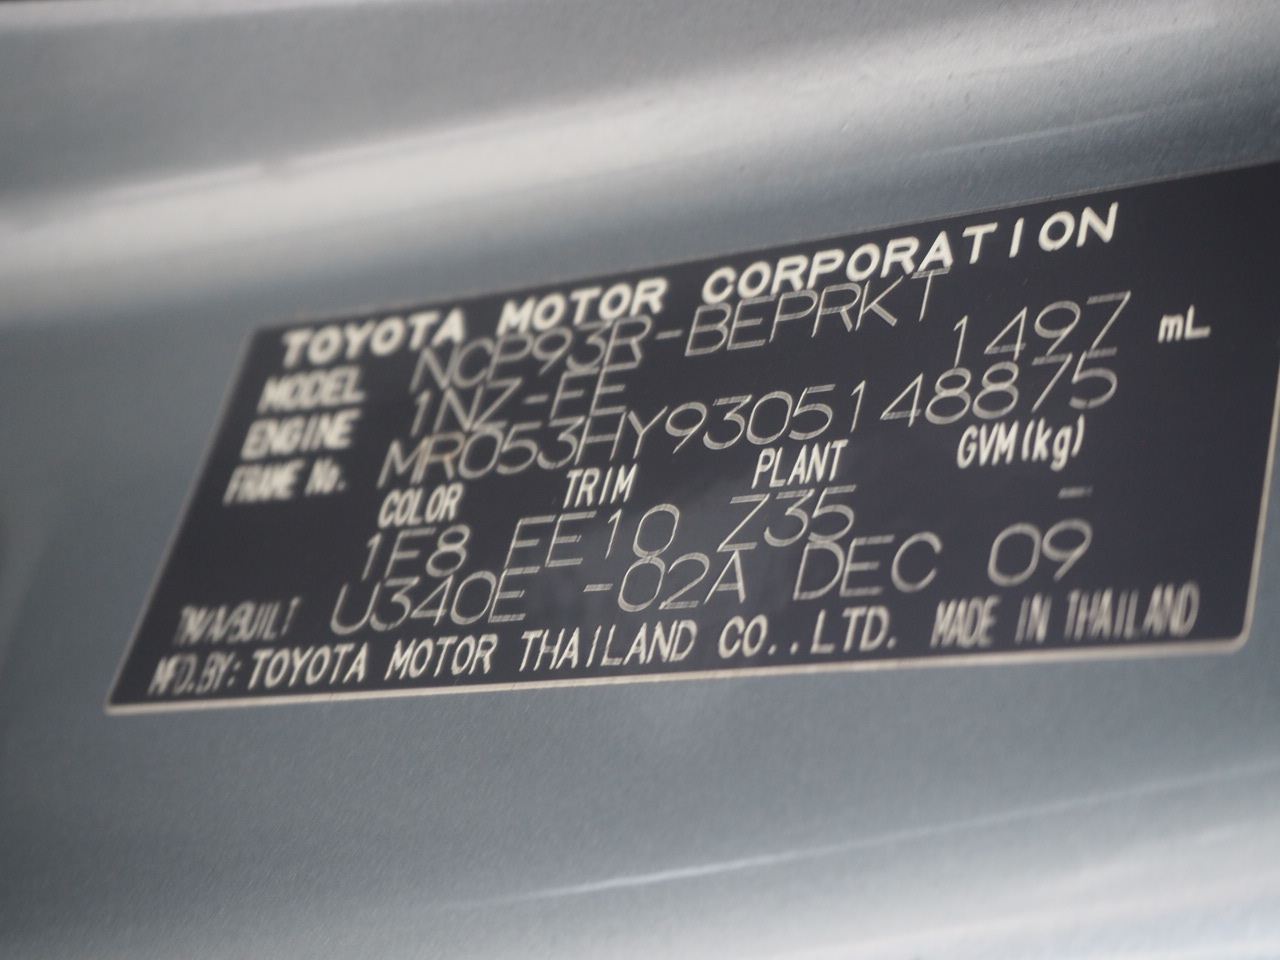 TOYOTA MOTOR CORPORATION
MODEL NCP93R-BEPRKT
ENGINE 1NZ-FE 1497 mL
FRAME No. MR053HY9305148875
COLOR TRIM PLANT GVM(kg)
1F8 FE10 Z35 -
TM/A/BUILT U340E -02A DEC 09
MFD.BY: TOYOTA MOTOR THAILAND CO.,LTD. MADE IN THAILAND